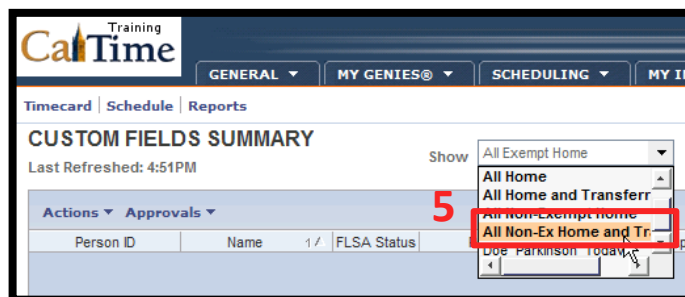 Training
CalTime
GENERAL MY GENIES® SCHEDULING MY I
Timecard Schedule Reports
CUSTOM FIELDS SUMMARY
Last Refreshed: 4:51PM
Show All Exempt Home
All Home
All Home and Transferr
All Non-Exempt Home
5
All Non-Ex Home and Tr
Doe Parkinson Today
Actions Approvals
Person ID Name 1 FLSA Status